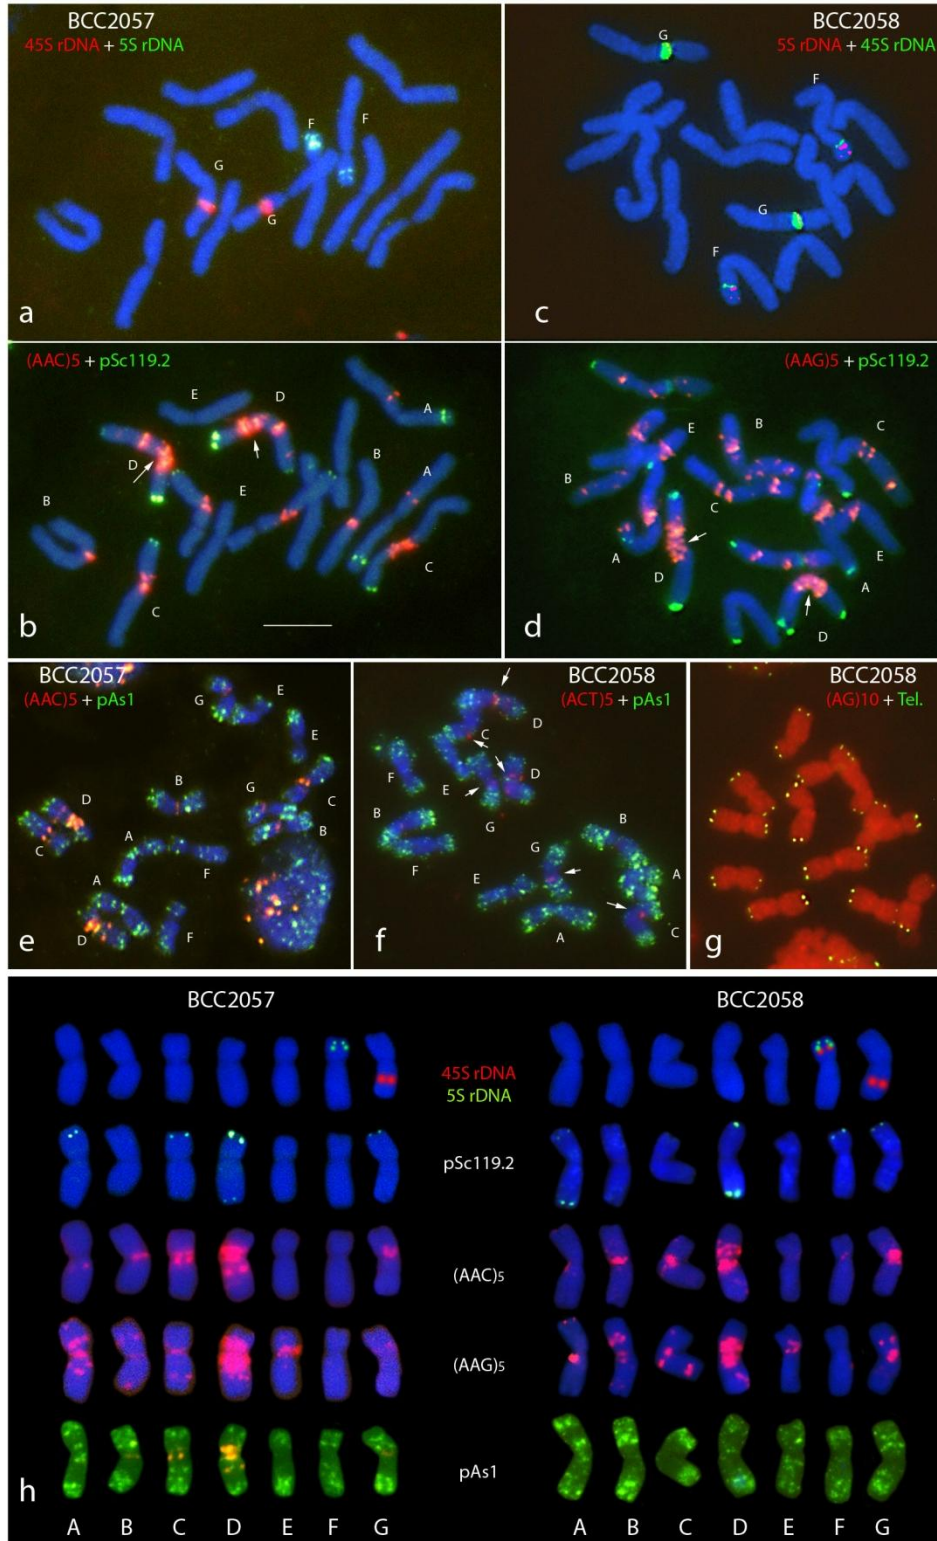 BCC2057
45S rDNA + 5S rDNA
F
F
G
G
a
BCC2058
5S rDNA + 45S rDNA
G
F
G
F
c
(AAC)5 + pSc119.2
E
D
A
D
B
A
B
E
C
C
b
(AAG)5 + pSc119.2
B
C
E
B
C
A
D
E
A
D
d
BCC2057
(AAC)5 + pAs1
G
E
E
B
G
D
C
A
B
C
A
F
D
F
e
BCC2058
(ACT)5 + pAs1
D
C
F
D
E
B
G
B
F
G
E
A
A
C
f
BCC2058
(AG)10 + Tel.
g
BCC2057
BCC2058
45S rDNA
5S rDNA
pSc119.2
(AAC)5
(AAG)5
pAs1
h
A B C D E F G
A B C D E F G